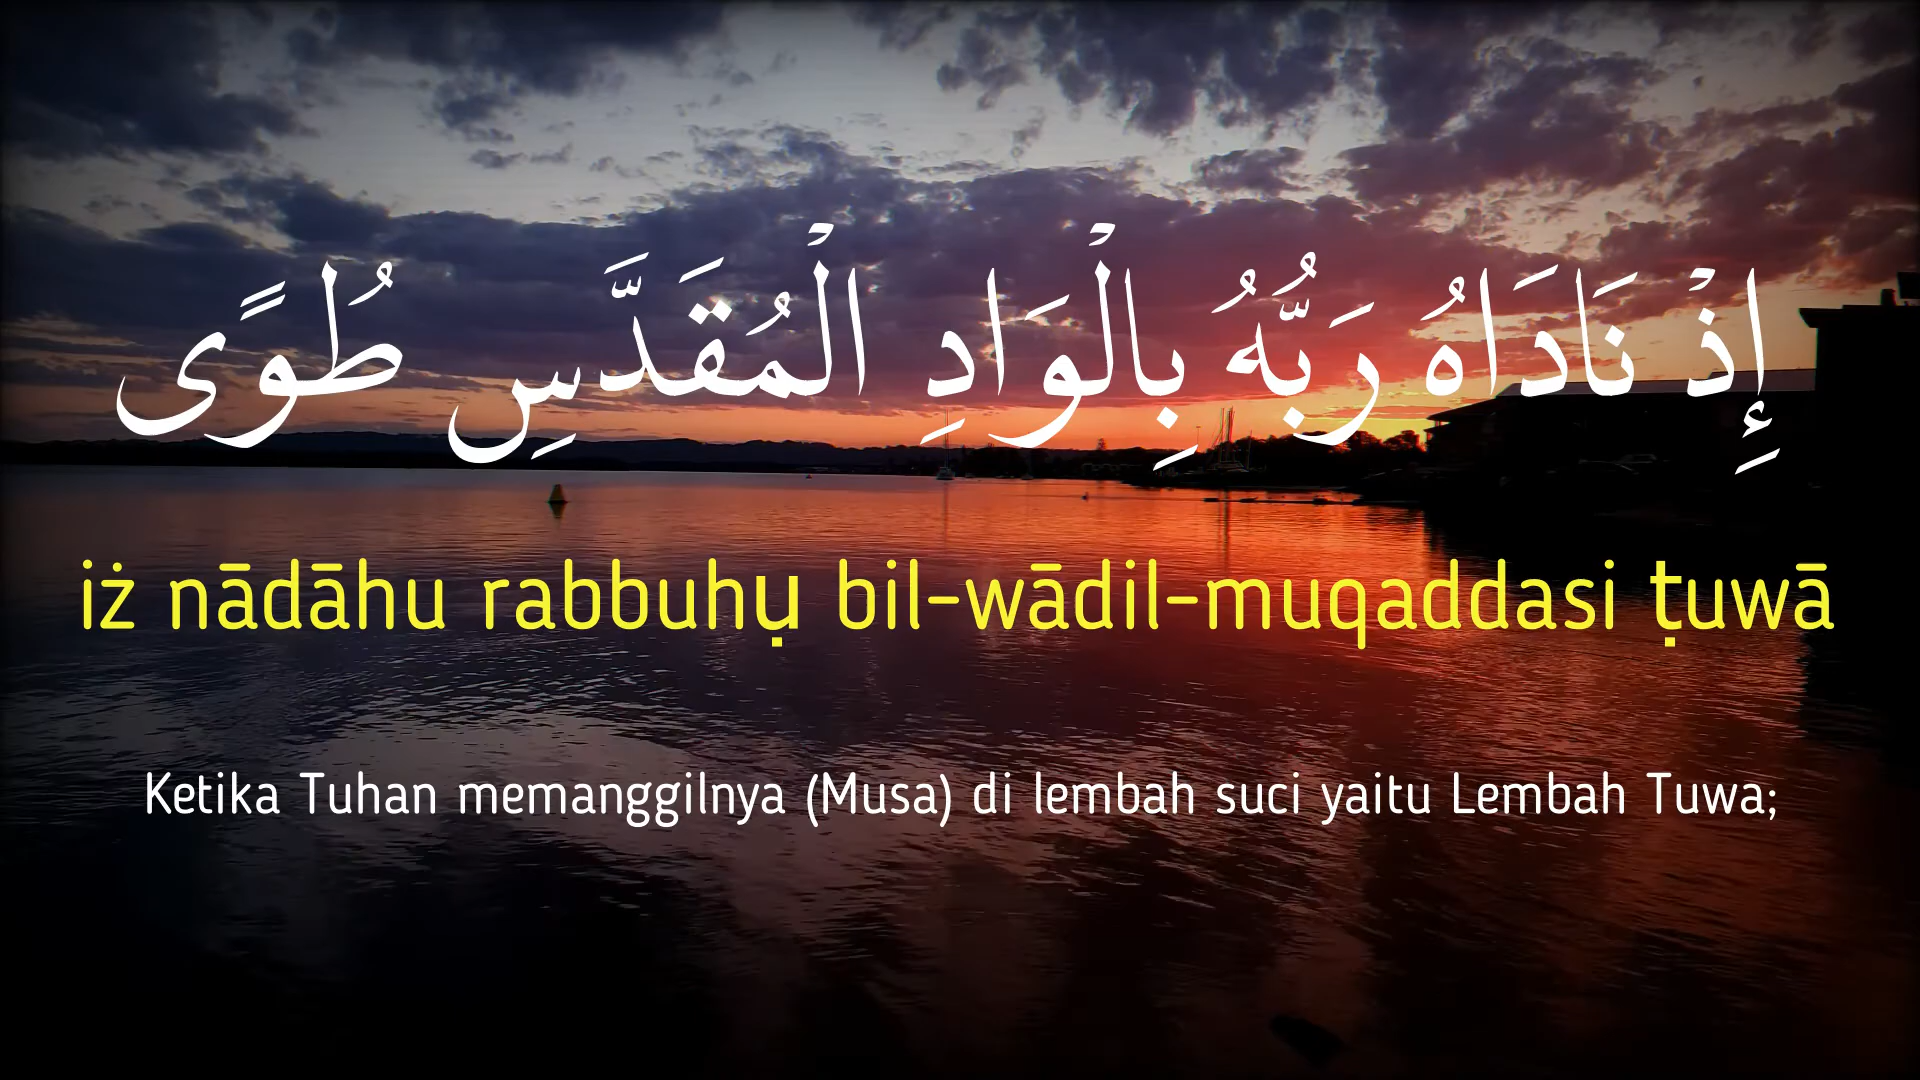 إِذْ نَادَاهُ رَبُّهُ بِالْوَادِ الْمُقَدَّسِ طُوًى
iż nādāhu rabbuhụ bil-wādil-muqaddasi ṭuwā
Ketika Tuhan memanggilnya (Musa) di lembah suci yaitu Lembah Tuwa;